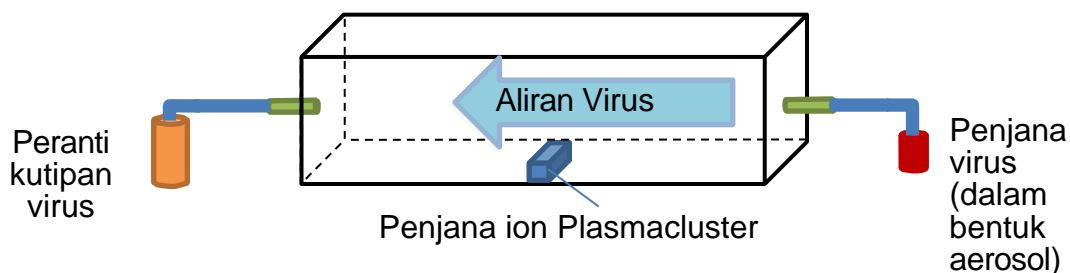 Aliran Virus
Peranti
kutipan
virus
Penjana ion Plasmacluster
Penjana
virus
(dalam
bentuk
aerosol)